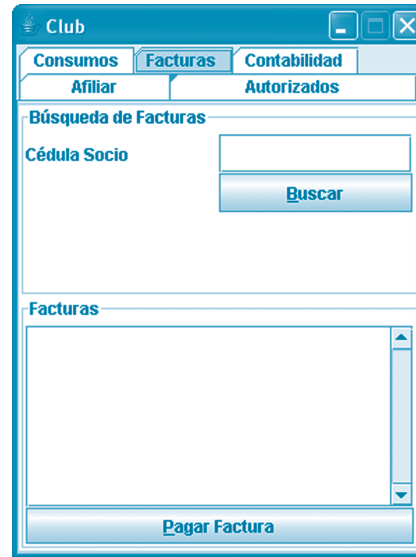 Club
Consumos Facturas Contabilidad
Afiliar Autorizados
Búsqueda de Facturas
Cédula Socio
Buscar
Facturas
Pagar Factura